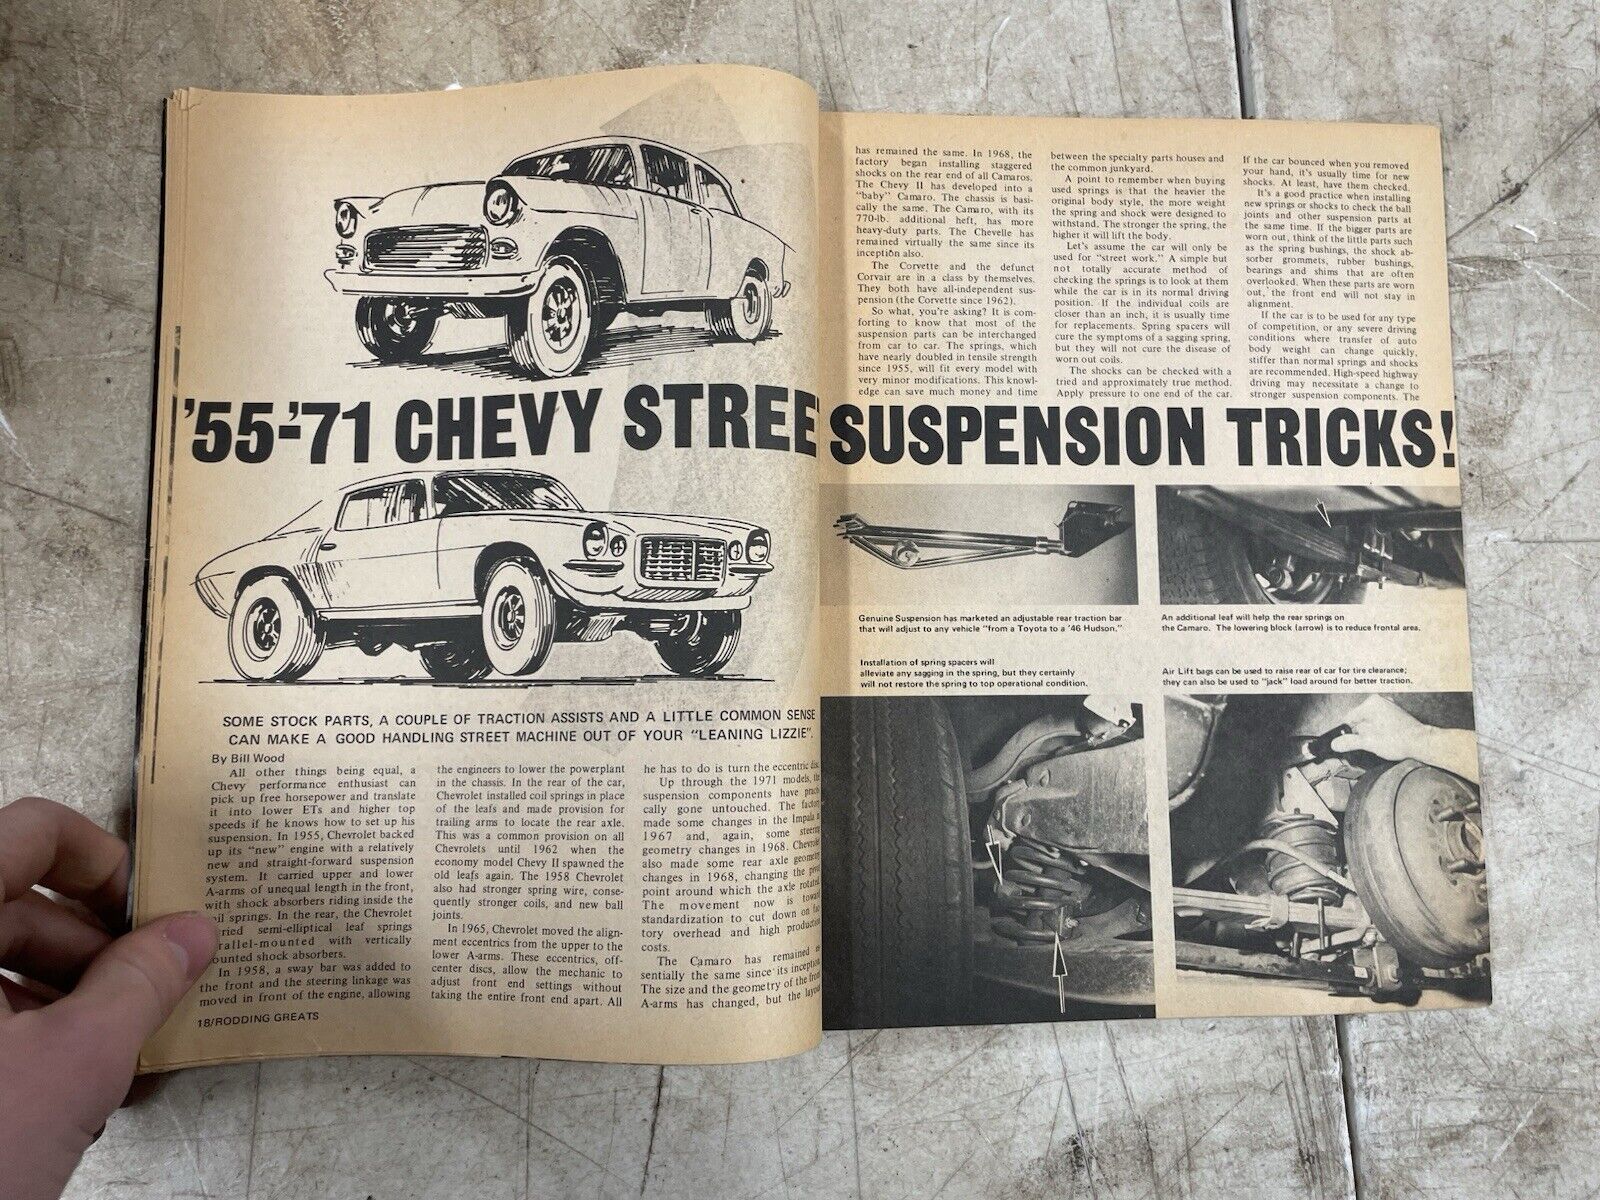 '55-'71 CHEVY STREE SUSPENSION TRICKS!
SOME STOCK PARTS, A COUPLE OF TRACTION ASSISTS AND A LITTLE COMMON SENSE
CAN MAKE A GOOD HANDLING STREET MACHINE OUT OF YOUR "LEANING LIZZIE".
By Bill Wood
All other things being equal, a
Chevy performance enthusiast can
pick up free horsepower and translate
it into lower ETs and higher top
speeds if he knows how to set up his
suspension. In 1955, Chevrolet backed
up its "new" engine with a relatively
new and straight-forward suspension
system. It carried upper and lower
A-arms of unequal length in the front,
with shock absorbers riding inside the
springs. In the rear, the Chevrolet
semi-elliptical leaf springs
with vertically
shock absorbers.
In 1958, a sway bar was added to
the front and the steering linkage was
moved in front of the engine, allowing
18/RODDING GREATS
the engineers to lower the powerplant
in the chassis. In the rear of the car,
Chevrolet installed coil springs in place
of the leafs and made provision for
trailing arms to locate the rear axle.
This was a common provision on all
Chevrolets until 1962 when the
economy model Chevy II spawned the
old leafs again. The 1958 Chevrolet
also had stronger spring wire, conse-
quently stronger coils, and new ball
joints.
In 1965, Chevrolet moved the align-
ment eccentrics from the upper to the
lower A-arms. These eccentrics, off-
center discs, allow the mechanic to
adjust front end settings without
taking the entire front end apart. All
he has to do is turn the eccentric disc.
Up through the 1971 models, the
suspension components have practi-
cally gone untouched. The factory
made some changes in the Impala in
1967 and, again, some steering
geometry changes in 1968. Chevrolet
also made some rear axle geometry
changes in 1968, changing the pivot
point around which the axle rotated.
The movement now is toward
standardization to cut down on
tory overhead and high production
costs.
The Camaro has remained
sentially the same since its inception.
The size and the geometry of the front
A-arms has changed, but the layout
has remained the same. In 1968, the
factory began installing staggered
shocks on the rear end of all Camaros.
The Chevy II has developed into a
"baby" Camaro. The chassis is basi-
cally the same. The Camaro, with its
770-lb. additional heft, has more
heavy-duty parts. The Chevelle has
remained virtually the same since its
inception also.
The Corvette and the defunct
Corvair are in a class by themselves.
They both have all-independent sus-
pension (the Corvette since 1962).
So what, you're asking? It is com-
forting to know that most of the
suspension parts can be interchanged
from car to car. The springs, which
have nearly doubled in tensile strength
since 1955, will fit every model with
very minor modifications. This knowl-
edge can save much money and time
between the specialty parts houses and
the common junkyard.
A point to remember when buying
used springs is that the heavier the
original body style, the more weight
the spring and shock were designed to
withstand. The stronger the spring, the
higher it will lift the body.
Let's assume the car will only be
used for "street work." A simple but
not totally accurate method of
checking the springs is to look at them
while the car is in its normal driving
position. If the individual coils are
closer than an inch, it is usually time
for replacements. Spring spacers will
cure the symptoms of a sagging spring,
but they will not cure the disease of
worn out coils.
The shocks can be checked with a
tried and approximately true method.
Apply pressure to one end of the car.
If the car bounced when you removed
your hand, it's usually time for new
shocks. At least, have them checked.
It's a good practice when installing
new springs or shocks to check the ball
joints and other suspension parts at
the same time. If the bigger parts are
worn out, think of the little parts such
as the spring bushings, the shock ab-
sorber grommets, rubber bushings,
bearings and shims that are often
overlooked. When these parts are worn
out, the front end will not stay in
alignment.
If the car is to be used for any type
of competition, or any severe driving
conditions where transfer of auto
body weight can change quickly,
stiffer than normal springs and shocks
are recommended. High-speed highway
driving may necessitate a change to
stronger suspension components. The
Genuine Suspension has marketed an adjustable rear traction bar
that will adjust to any vehicle "from a Toyota to a '46 Hudson."
An additional leaf will help the rear springs on
the Camaro. The lowering block (arrow) is to reduce frontal area.
Installation of spring spacers will
alleviate any sagging in the spring, but they certainly
will not restore the spring to top operational condition.
Air Lift bags can be used to raise rear of car for tire clearance;
they can also be used to "jack" load around for better traction.